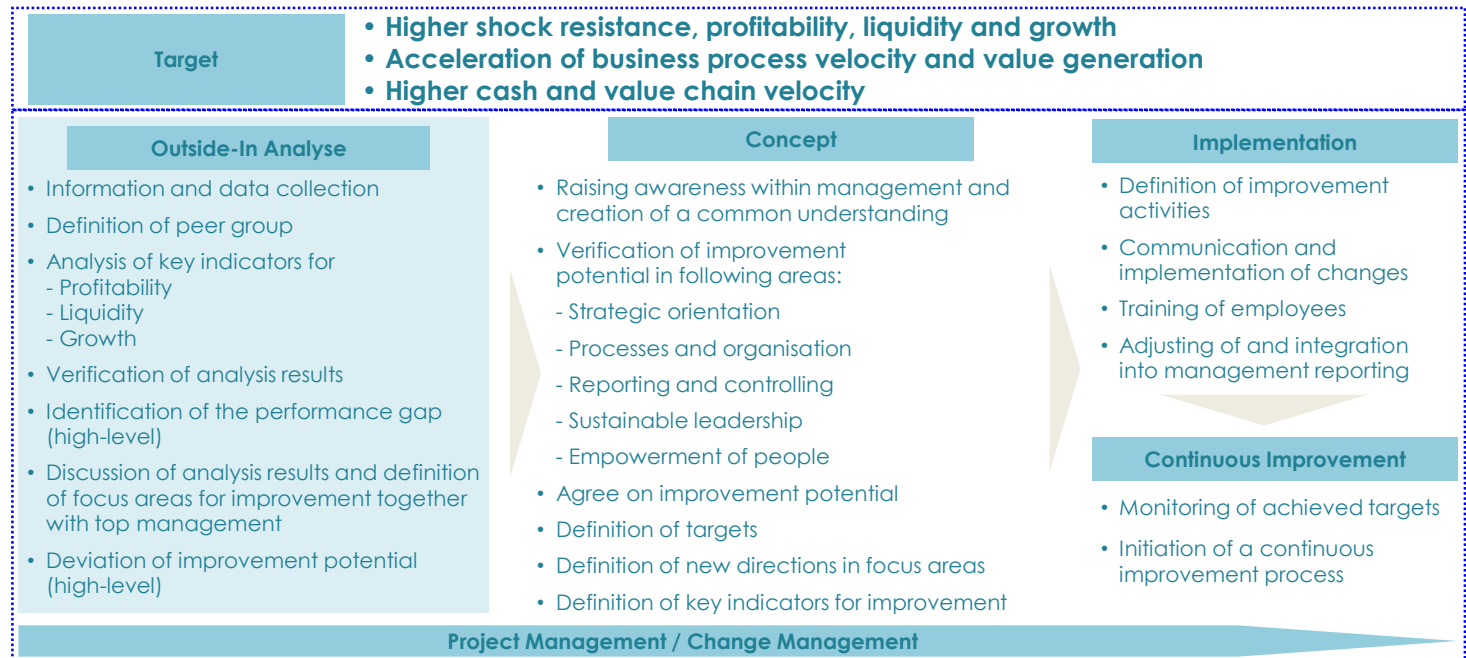 Target
• Higher shock resistance, profitability, liquidity and growth
• Acceleration of business process velocity and value generation
• Higher cash and value chain velocity
Outside-In Analyse
• Information and data collection
• Definition of peer group
• Analysis of key indicators for
- Profitability
- Liquidity
- Growth
• Verification of analysis results
• Identification of the performance gap
(high-level)
• Discussion of analysis results and definition
of focus areas for improvement together
with top management
• Deviation of improvement potential
(high-level)
Concept
• Raising awareness within management and
creation of a common understanding
• Verification of improvement
potential in following areas:
- Strategic orientation
- Processes and organisation
- Reporting and controlling
- Sustainable leadership
- Empowerment of people
• Agree on improvement potential
• Definition of targets
• Definition of new directions in focus areas
• Definition of key indicators for improvement
Implementation
• Definition of improvement
activities
• Communication and
implementation of changes
• Training of employees
• Adjusting of and integration
into management reporting
Continuous Improvement
• Monitoring of achieved targets
• Initiation of a continuous
improvement process
Project Management / Change Management